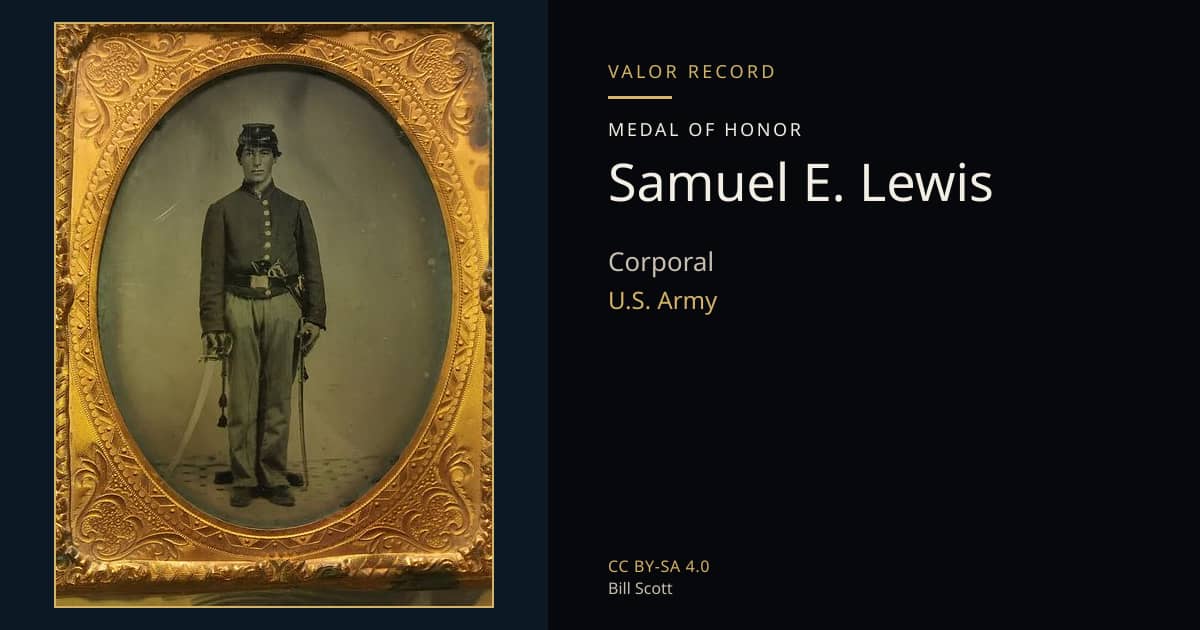 VALOR RECORD
MEDAL OF HONOR
Samuel E. Lewis
Corporal
U.S. Army
CC BY-SA 4.0
Bill Scott